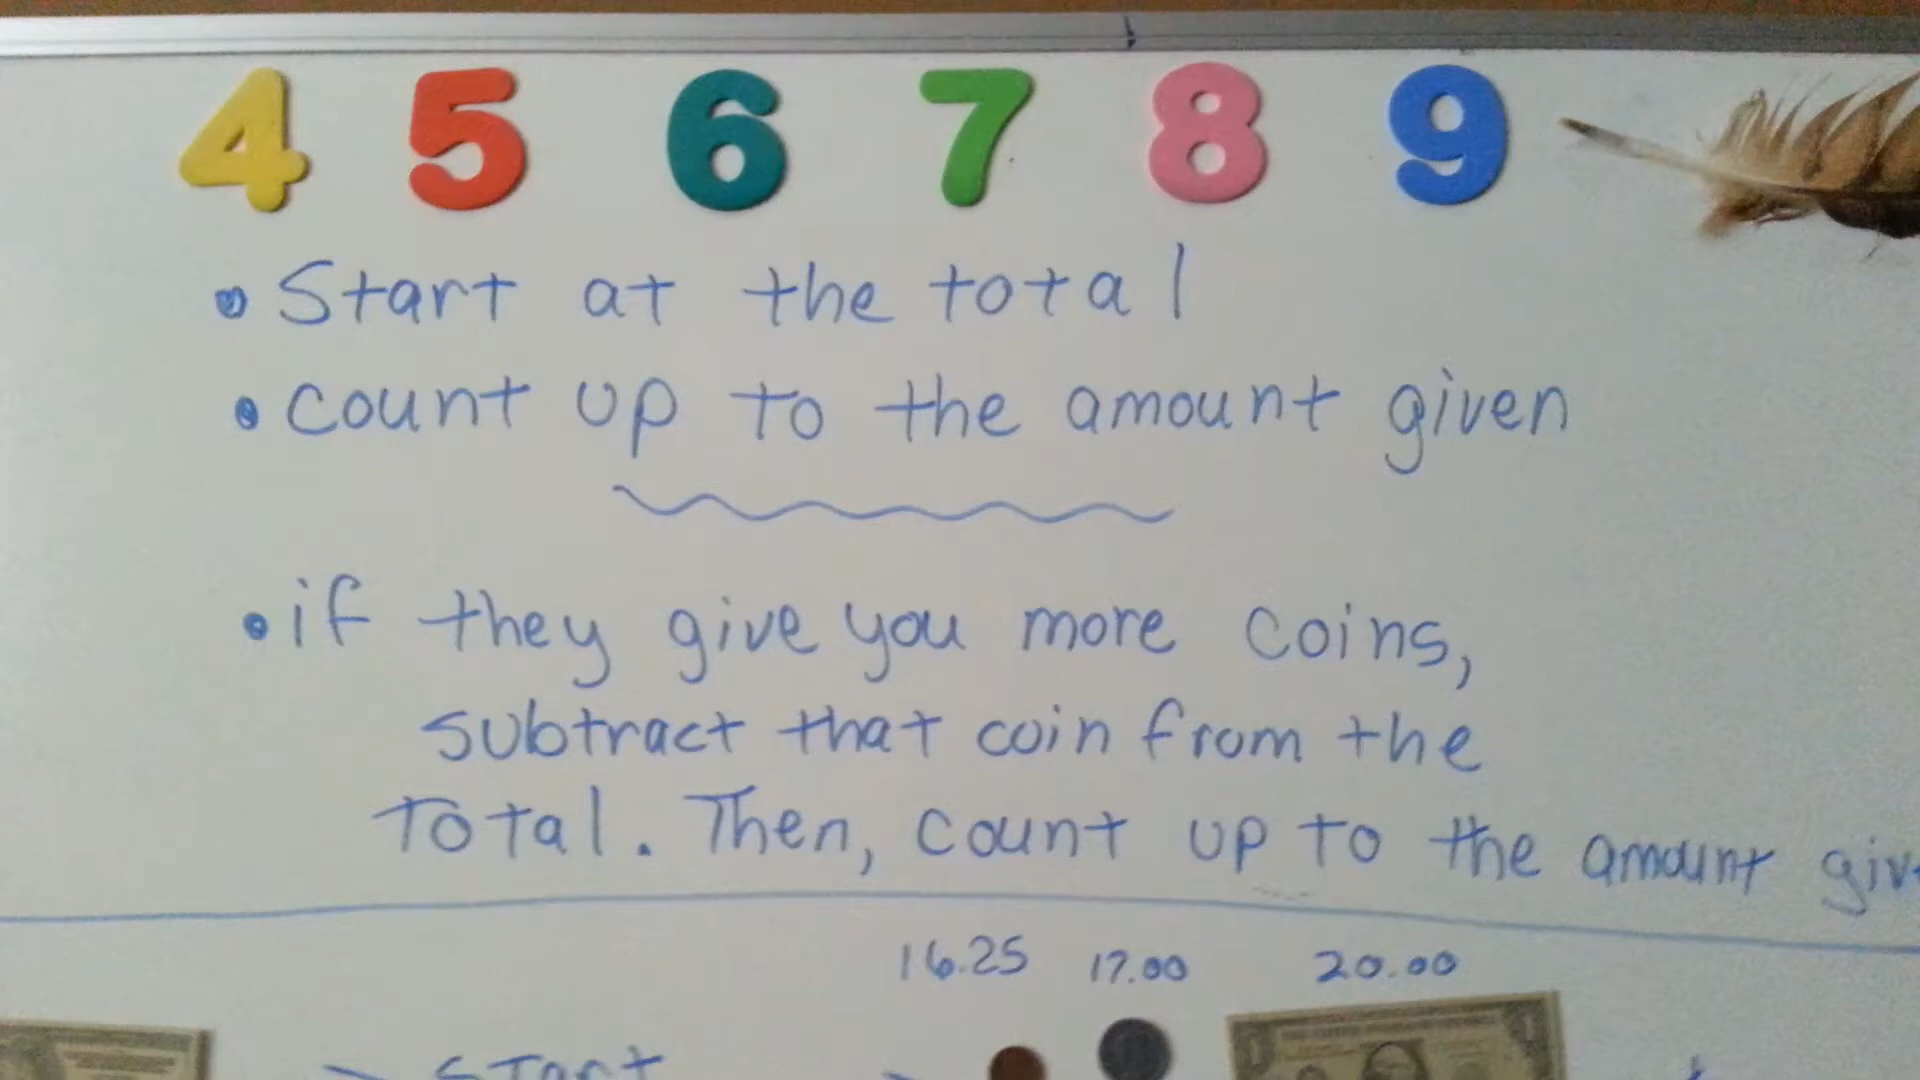 4 5 6 7 8 9
• Start at the total
• Count up to the amount given
• if they give you more coins,
subtract that coin from the
Total. Then, count up to the amount
16.25 17.00 20.00
Start